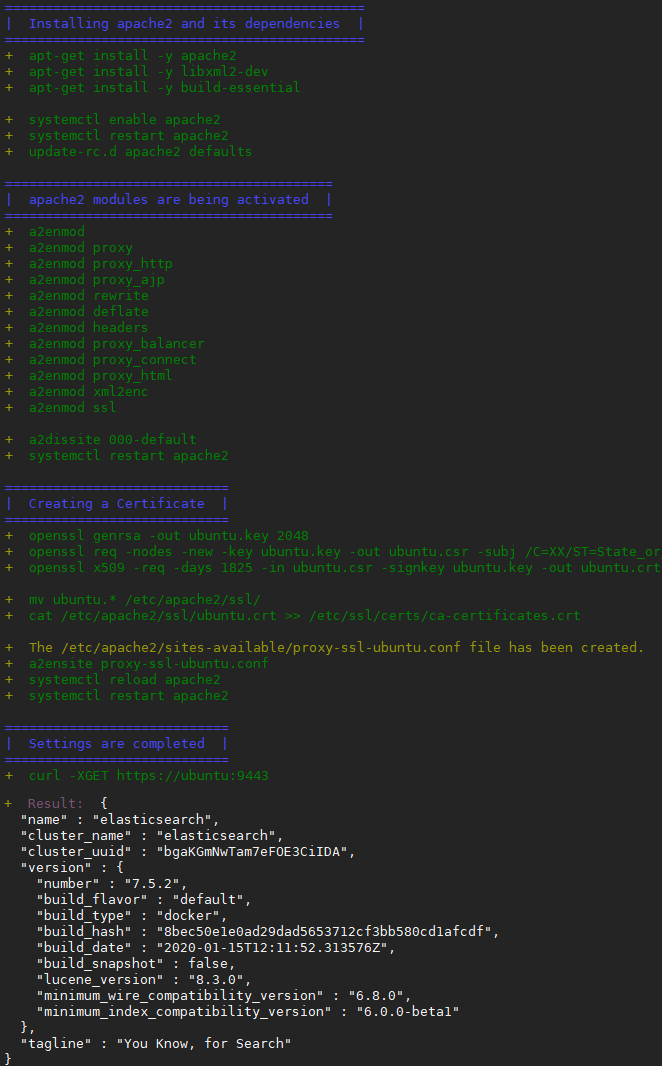 =============================================
|  Installing apache2 and its dependencies  |
=============================================
+  apt-get install -y apache2
+  apt-get install -y libxml2-dev
+  apt-get install -y build-essential

+  systemctl enable apache2
+  systemctl restart apache2
+  update-rc.d apache2 defaults

=========================================
|  apache2 modules are being activated  |
=========================================
+  a2enmod
+  a2enmod proxy
+  a2enmod proxy_http
+  a2enmod proxy_ajp
+  a2enmod rewrite
+  a2enmod deflate
+  a2enmod headers
+  a2enmod proxy_balancer
+  a2enmod proxy_connect
+  a2enmod proxy_html
+  a2enmod xml2enc
+  a2enmod ssl

+  a2dissite 000-default
+  systemctl restart apache2

============================
|  Creating a Certificate  |
============================
+  openssl genrsa -out ubuntu.key 2048
+  openssl req -nodes -new -key ubuntu.key -out ubuntu.csr -subj /C=XX/ST=State_or
+  openssl x509 -req -days 1825 -in ubuntu.csr -signkey ubuntu.key -out ubuntu.crt

+  mv ubuntu.* /etc/apache2/ssl/
+  cat /etc/apache2/ssl/ubuntu.crt >> /etc/ssl/certs/ca-certificates.crt

+  The /etc/apache2/sites-available/proxy-ssl-ubuntu.conf file has been created.
+  a2ensite proxy-ssl-ubuntu.conf
+  systemctl reload apache2
+  systemctl restart apache2

============================
|  Settings are completed  |
============================
+  curl -XGET https://ubuntu:9443

+  Result:  {
  "name" : "elasticsearch",
  "cluster_name" : "elasticsearch",
  "cluster_uuid" : "bgaKGmNwTam7eFOE3CiIDA",
  "version" : {
    "number" : "7.5.2",
    "build_flavor" : "default",
    "build_type" : "docker",
    "build_hash" : "8bec50e1e0ad29dad5653712cf3bb580cd1afcdf",
    "build_date" : "2020-01-15T12:11:52.313576Z",
    "build_snapshot" : false,
    "lucene_version" : "8.3.0",
    "minimum_wire_compatibility_version" : "6.8.0",
    "minimum_index_compatibility_version" : "6.0.0-beta1"
  },
  "tagline" : "You Know, for Search"
}